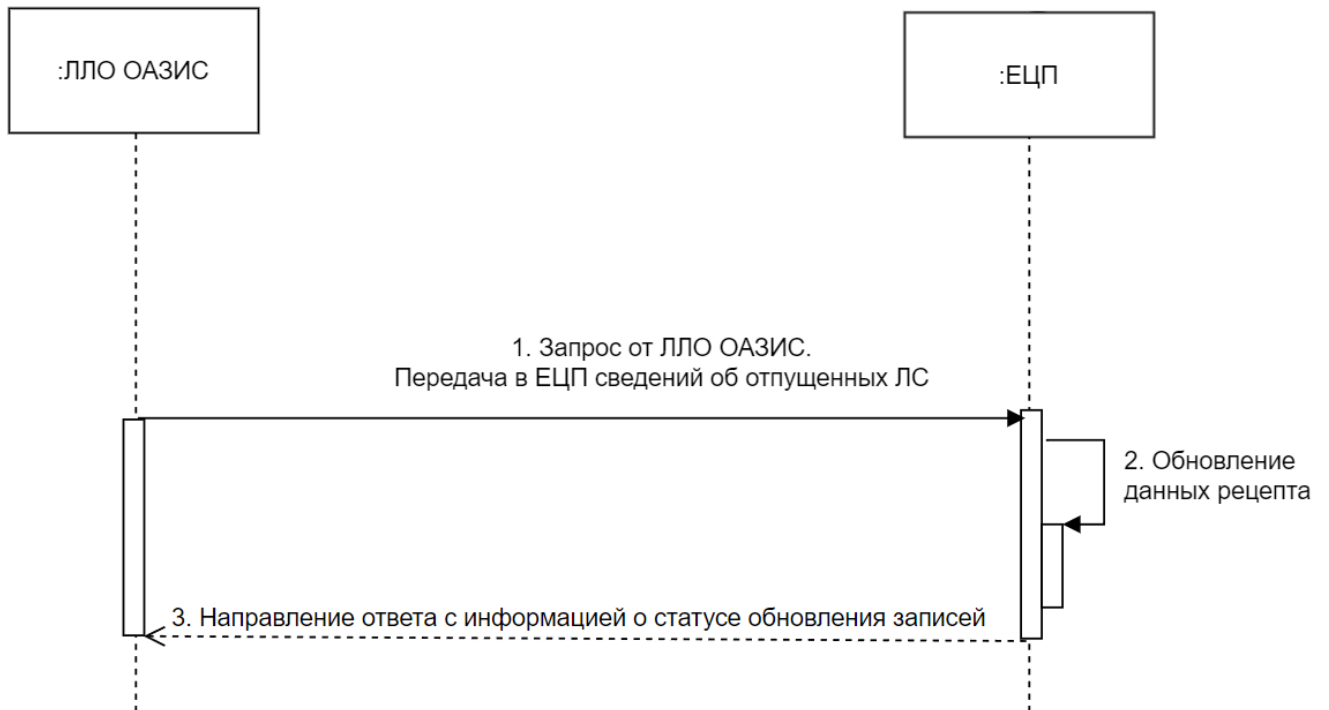 :ЛЛО ОАЗИС
:ЕЦП
1. Запрос от ЛЛО ОАЗИС.
Передача в ЕЦП сведений об отпущенных ЛС
2. Обновление
данных рецепта
3. Направление ответа с информацией о статусе обновления записей